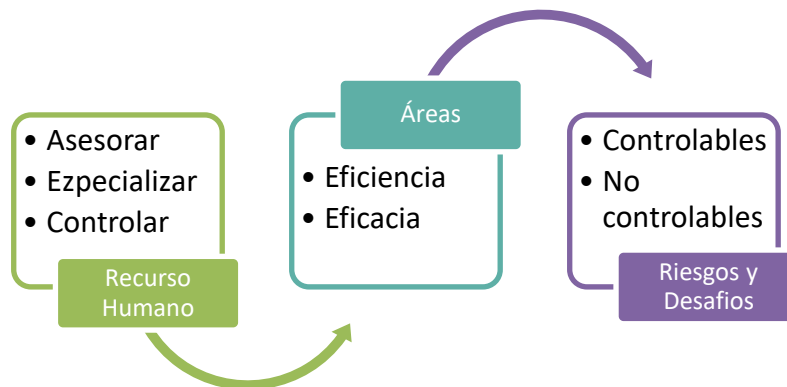 • Asesorar
• Ezpecializar
• Controlar
Recurso
Humano
Áreas
• Eficiencia
• Eficacia
• Controlables
• No
controlables
Riesgos y
Desafios